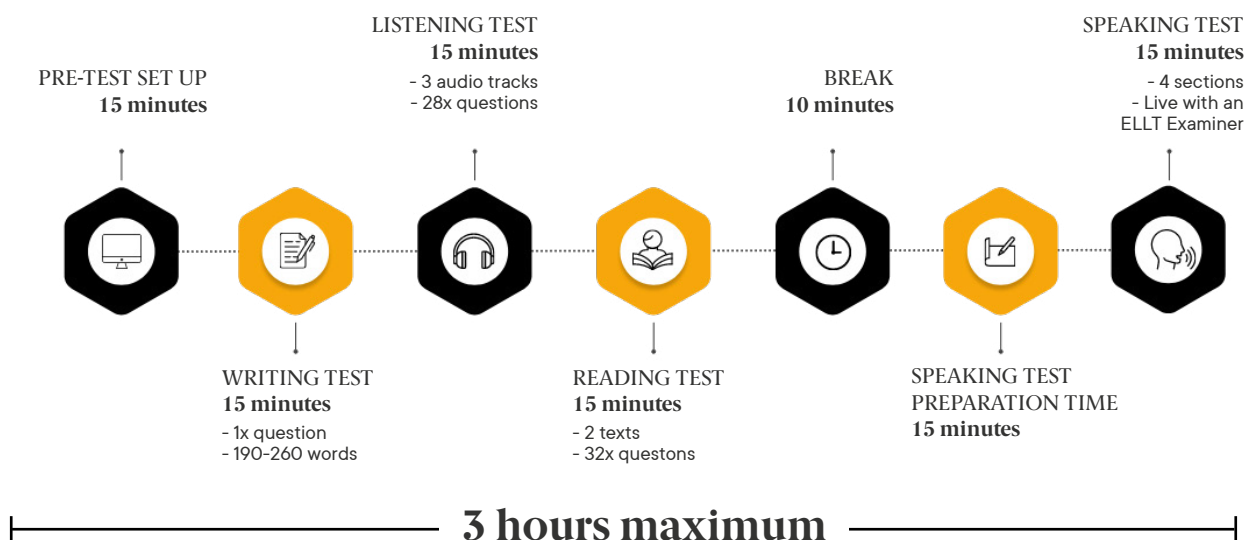 PRE-TEST SET UP
15 minutes
WRITING TEST
15 minutes
- 1x question
- 190-260 words
LISTENING TEST
15 minutes
- 3 audio tracks
- 28x questions
READING TEST
15 minutes
- 2 texts
- 32x questons
BREAK
10 minutes
SPEAKING TEST
PREPARATION TIME
15 minutes
SPEAKING TEST
15 minutes
- 4 sections
- Live with an
ELLT Examiner
3 hours maximum